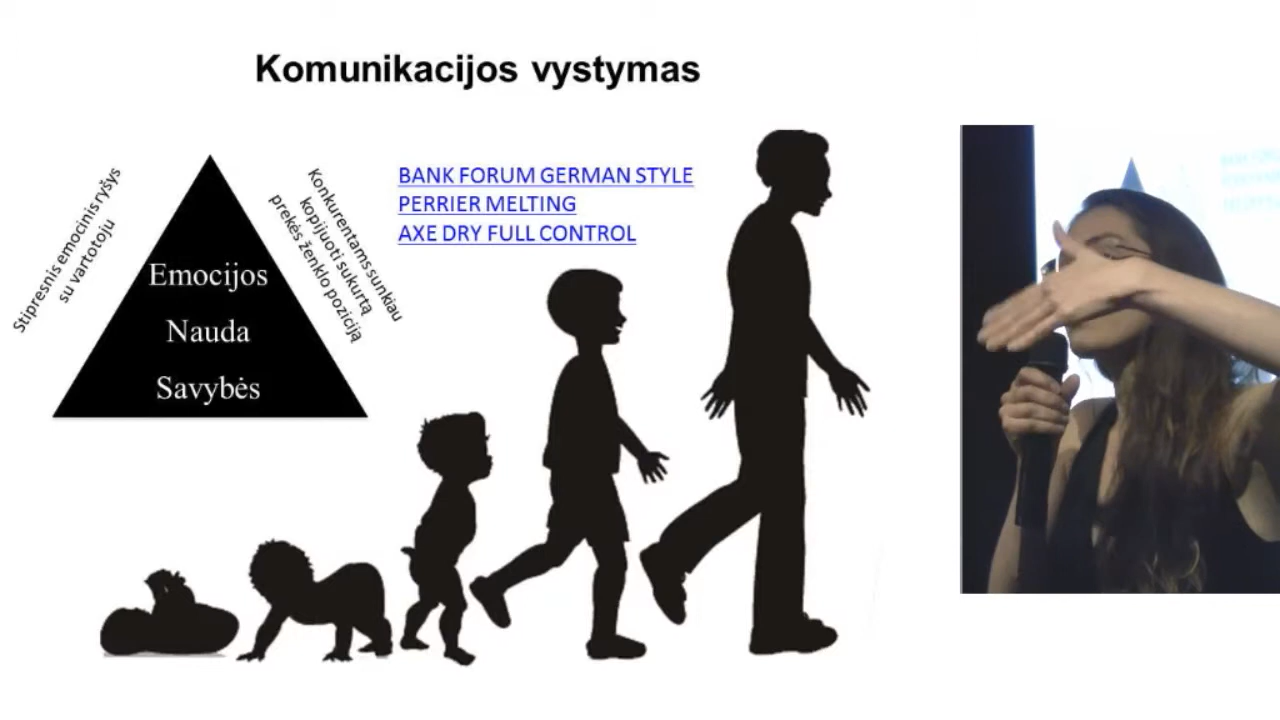 Komunikacijos vystymas
Stipresnis emocinis ryšys
su vartotoju
Emocijos
Nauda
Savybės
Konkurentams sunkiau
kopijuoti sukurtą
prekės ženklo poziciją
BANK FORUM GERMAN STYLE
PERRIER MELTING
AXE DRY FULL CONTROL